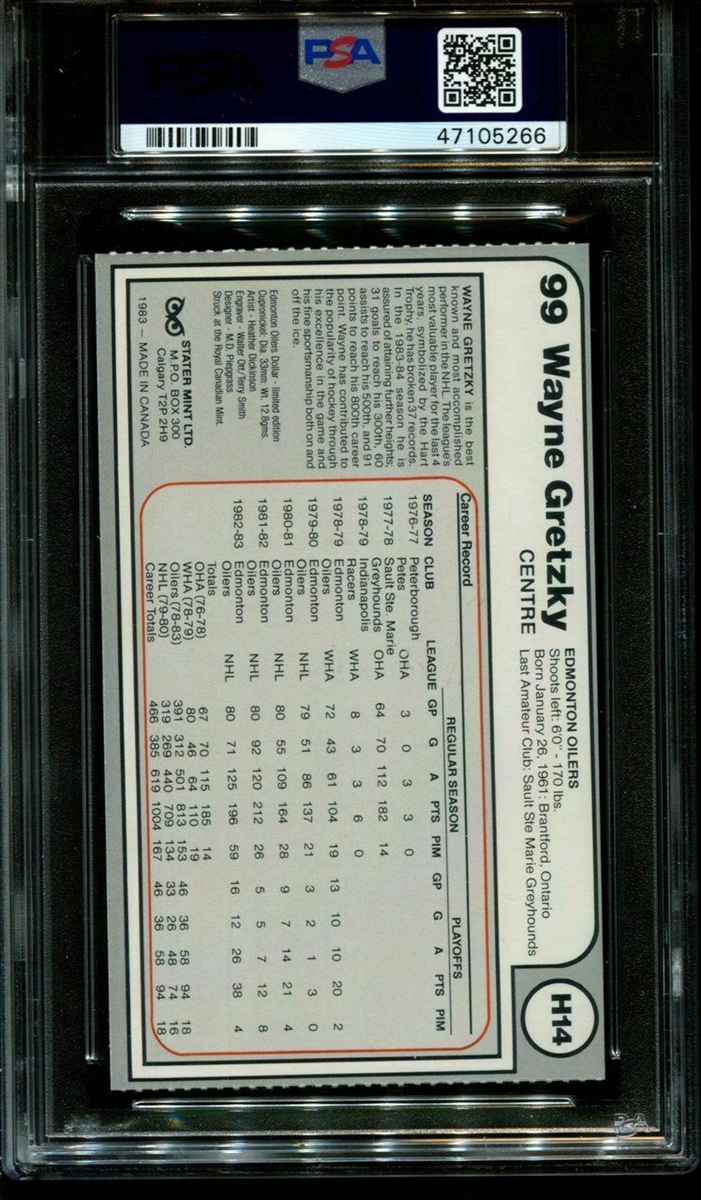 PSA
47105266
99 Wayne Gretzky
CENTRE
EDMONTON OILERS
Shoots left: 6'0" - 170 lbs.
Born January 26, 1961: Brantford, Ontario
Last Amateur Club: Sault Ste Marie Greyhounds
H14
WAYNE GRETZKY is the best
known and most accomplished
performer in the NHL. The league's
most valuable player for the last 4
years, symbolized by the Hart
Trophy, he has broken 37 records.
In the 1983-84 season he is
assured of attaining further heights;
31 goals to reach his 300th, 60
assists to reach his 500th, and 91
points to reach his 800th career
point. Wayne has contributed to
the popularity of hockey through
his excellence in the game and
his fine sportsmanship both on and
off the ice.
Edmonton Oilers Dollar - limited edition
Cupronickel: Dia. 33mm: Wt. 12.8gms.
Artist - Heather Dickinson
Engraver - Walter Ott/Terry Smith
Designer - M.D. Piepgrass
Struck at the Royal Canadian Mint.
STATER MINT LTD.
M.P.O. BOX 300
Calgary T2P 2H9
1983 - MADE IN CANADA
Career Record
REGULAR SEASON PLAYOFFS
SEASON CLUB LEAGUE GP G A PTS PIM GP G A PTS PIM
1976-77 Peterborough
Petes OHA 3 0 3 3 0
1977-78 Sault Ste. Marie
Greyhounds OHA 64 70 112 182 14
1978-79 Indianapolis
Racers WHA 8 3 3 6 0
1978-79 Edmonton
Oilers WHA 72 43 61 104 19 13 10 10 20 2
1979-80 Edmonton
Oilers NHL 79 51 86 137 21 3 2 1 3 0
1980-81 Edmonton
Oilers NHL 80 55 109 164 28 9 7 14 21 4
1981-82 Edmonton
Oilers NHL 80 92 120 212 26 5 5 7 12 8
1982-83 Edmonton
Oilers NHL 80 71 125 196 59 16 12 26 38 4
Totals
OHA (76-78) 67 70 115 185 14
WHA (78-79) 80 46 64 110 19
Oilers (78-83) 391 312 501 813 153 46 36 58 94 18
NHL (79-80) 319 269 440 709 134 33 26 48 74 16
Career Totals 466 385 619 1004 167 46 36 58 94 18
PSA